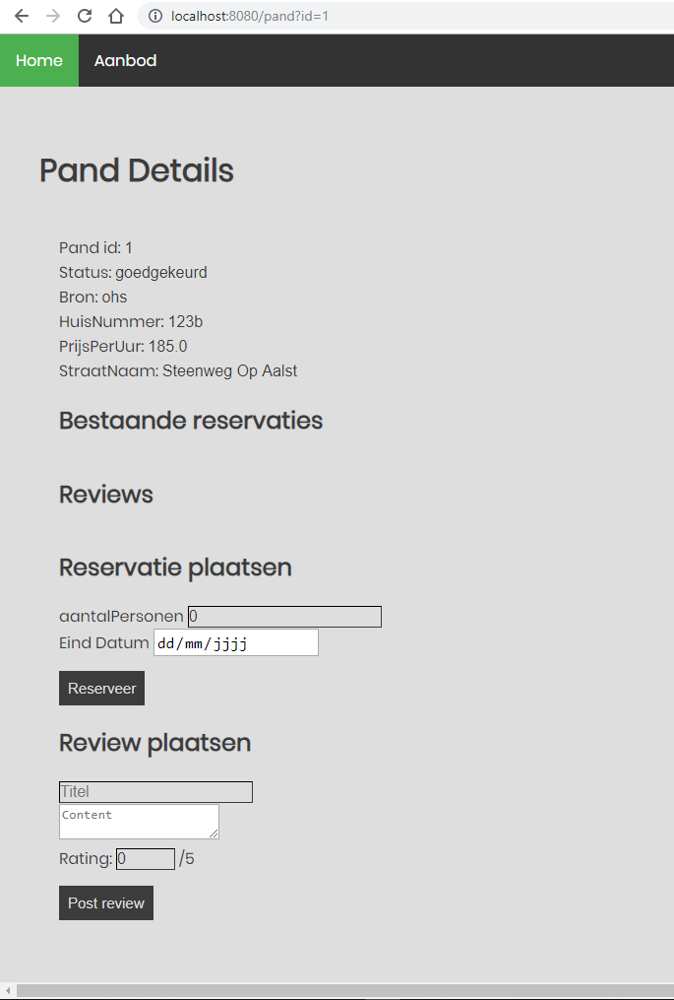 localhost:8080/pand?id=1
Home Aanbod
Pand Details
Pand id: 1
Status: goedgekeurd
Bron: ohs
HuisNummer: 123b
PrijsPerUur: 185.0
StraatNaam: Steenweg Op Aalst
Bestaande reservaties
Reviews
Reservatie plaatsen
aantalPersonen 0
Eind Datum dd/mm/jjjj
Reserveer
Review plaatsen
Titel
Content
Rating: 0 /5
Post review